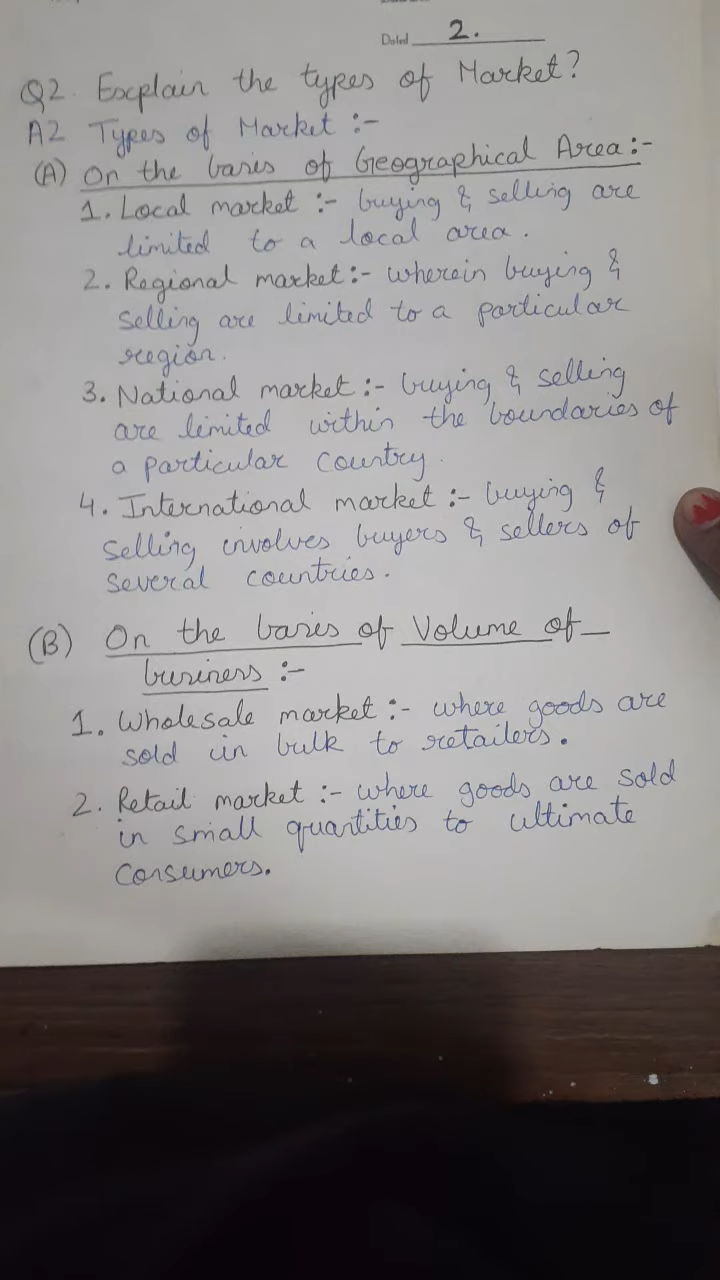 Dated 2.
Q2. Explain the types of Market?
A2 Types of Market :-
(A) On the bases of Geographical Area:-
1. Local market :- buying & selling are
limited to a local area.
2. Regional market:- wherein buying &
selling are limited to a particular
region.
3. National market :- buying & selling
are limited within the boundaries of
a particular country.
4. International market :- buying &
selling involves buyers & sellers of
several countries.
(B) On the bases of Volume of
business :-
1. Wholesale market :- where goods are
sold in bulk to retailers.
2. Retail market :- where goods are sold
in small quantities to ultimate
consumers.